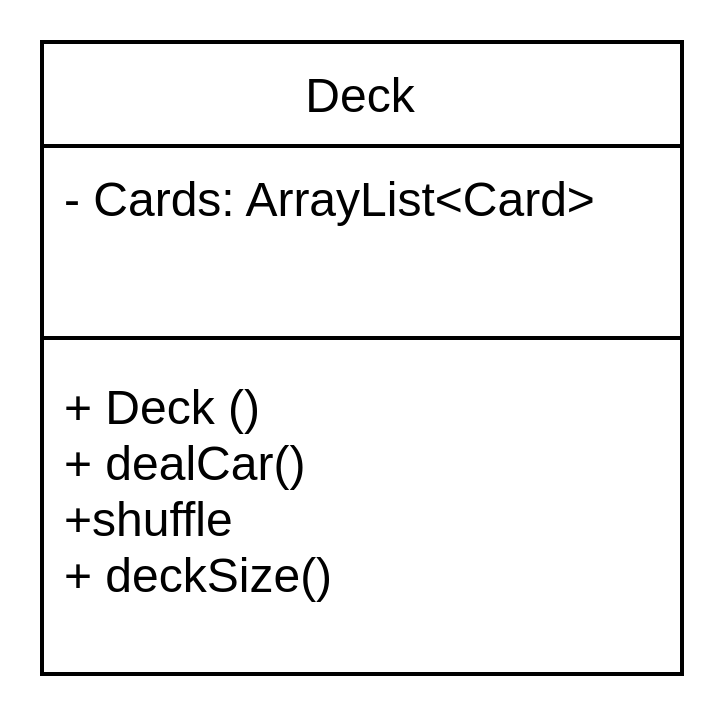 Deck
- Cards: ArrayList<Card>
+ Deck ()
+ dealCar()
+shuffle
+ deckSize()